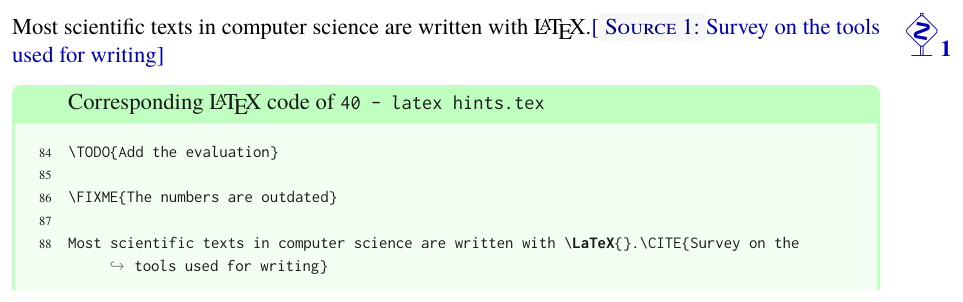 Most scientific texts in computer science are written with LATEX.[ SOURCE 1: Survey on the tools
used for writing]
1
Corresponding LATEX code of 40 - latex hints.tex
84 \TODO{Add the evaluation}
85
86 \FIXME{The numbers are outdated}
87
88 Most scientific texts in computer science are written with \LaTeX{}.\CITE{Survey on the
↪ tools used for writing}